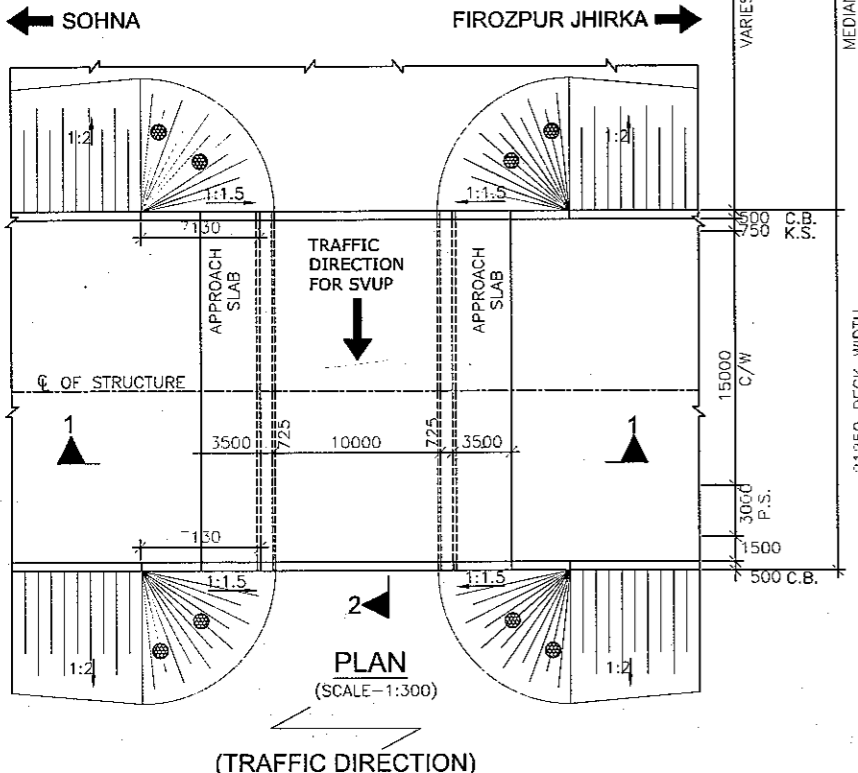 SOHNA
FIROZPUR JHIRKA
VARIES
MEDIAN
1:2
1:2
1:1.5
1:1.5
500 C.B.
750 K.S.
7130
TRAFFIC
DIRECTION
FOR SVUP
APPROACH
SLAB
APPROACH
SLAB
15000
C/W
DECK WIDTH
℄ OF STRUCTURE
1
1
3500
725
10000
725
3500
3000
P.S.
7130
1500
500 C.B.
1:1.5
1:1.5
2
1:2
1:2
PLAN
(SCALE-1:300)
(TRAFFIC DIRECTION)